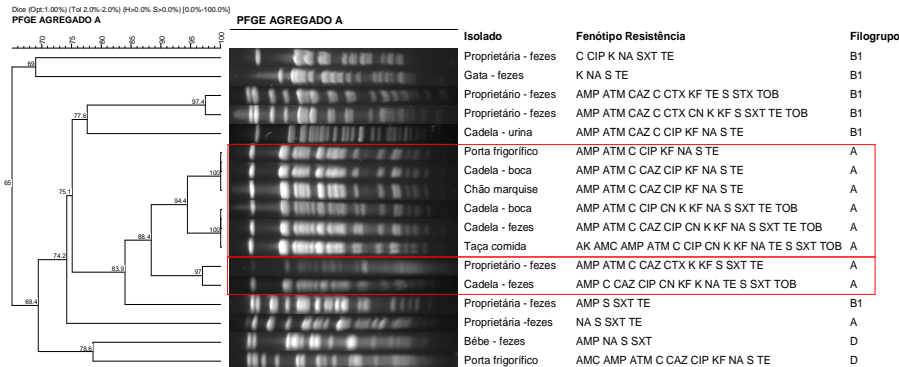 Dice (Opt:1.00%) (Tol 2.0%-2.0%) (H>0.0% S>0.0%) [0.0%-100.0%]
PFGE AGREGADO A PFGE AGREGADO A
65 70 75 80 85 90 95 100
Isolado Fenótipo Resistência Filogrupo
Proprietária - fezes C CIP K NA SXT TE B1
69
Gata - fezes K NA S TE B1
Proprietário - fezes AMP ATM CAZ C CTX KF TE S STX TOB B1
97.4
Proprietário - fezes AMP ATM CAZ C CTX CN K KF S SXT TE TOB B1
77.6
Cadela - urina AMP ATM CAZ C CIP KF NA S TE B1
Porta frigorífico AMP ATM C CIP KF NA S TE A
Cadela - boca AMP ATM C CAZ CIP KF NA S TE A
100
65
Chão marquise AMP ATM C CAZ CIP KF NA S TE A
75.1
94.4
Cadela - boca AMP ATM C CIP CN K KF NA S SXT TE TOB A
Cadela - fezes AMP ATM C CAZ CIP CN K KF NA S SXT TE TOB A
100
88.4
Taça comida AK AMC AMP ATM C CIP CN K KF NA TE S SXT TOB A
74.2
Proprietário - fezes AMP ATM C CAZ CTX K KF S SXT TE A
83.9 97
Cadela - fezes AMP C CAZ CIP CN KF K NA TE S SXT TOB A
69.4
Proprietária - fezes AMP S SXT TE B1
Proprietária -fezes NA S SXT TE A
Bébe - fezes AMP NA S SXT D
78.6
Porta frigorífico AMC AMP ATM C CAZ CIP KF NA S TE D